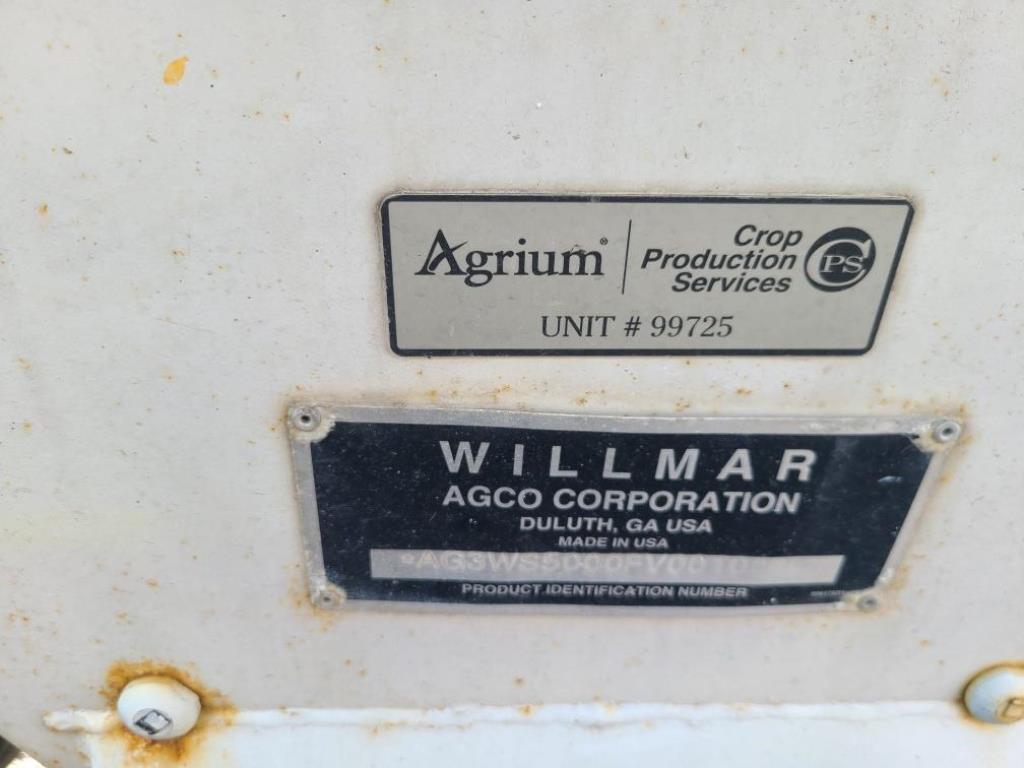 Agrium®
Crop
Production
Services
CPS
UNIT # 99725
WILLMAR
AGCO CORPORATION
DULUTH, GA USA
MADE IN USA
PRODUCT IDENTIFICATION NUMBER